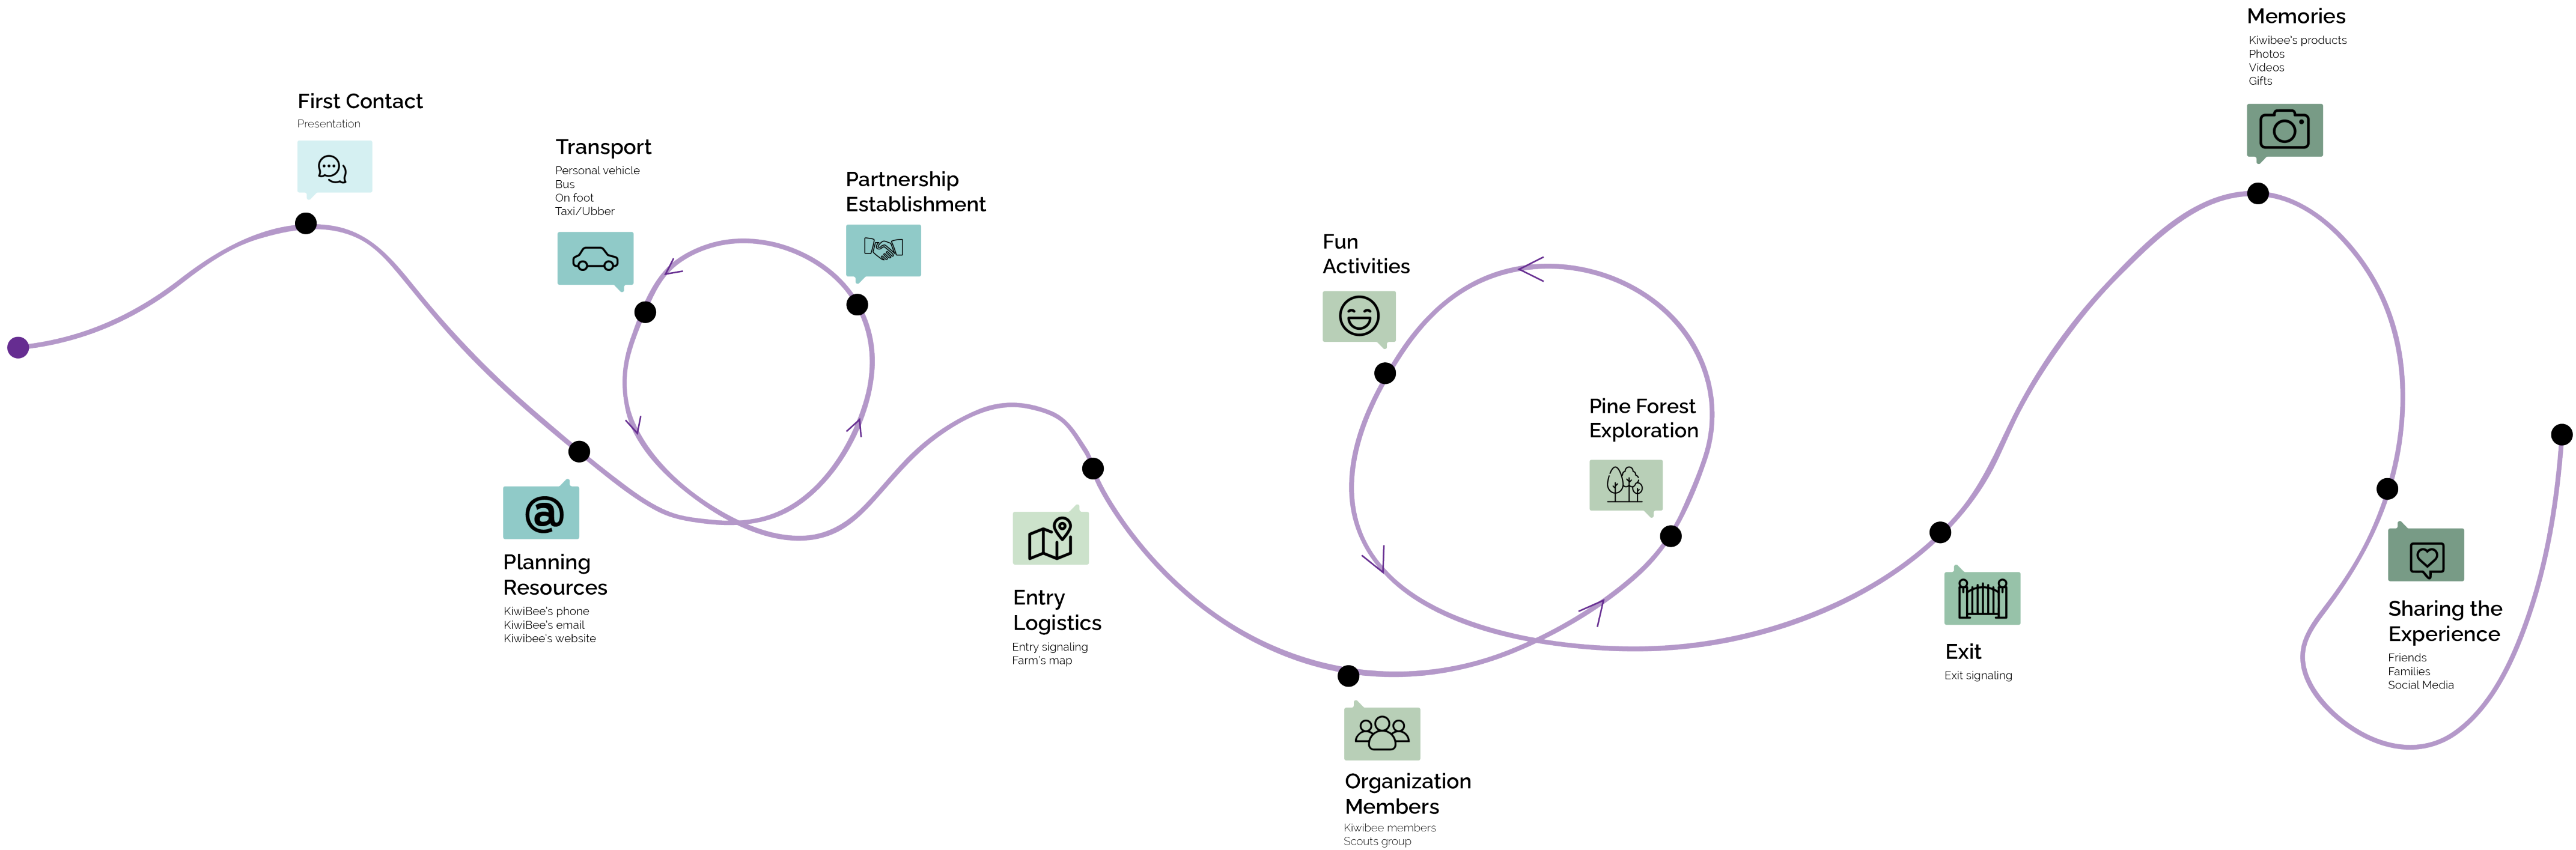 First Contact
Presentation
Planning
Resources
KiwiBee's phone
KiwiBee's email
Kiwibee's website
Partnership
Establishment
Transport
Personal vehicle
Bus
On foot
Taxi/Ubber
Entry
Logistics
Entry signaling
Farm's map
Organization
Members
Kiwibee members
Scouts group
Pine Forest
Exploration
Fun
Activities
Exit
Exit signaling
Memories
Kiwibee's products
Photos
Videos
Gifts
Sharing the
Experience
Friends
Families
Social Media